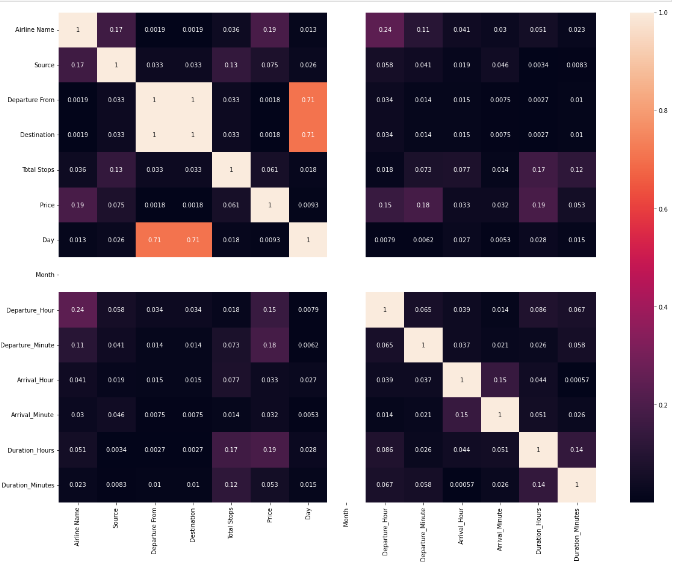 Airline Name 1 0.17 0.0019 0.0019 0.036 0.19 0.013 0.24 0.11 0.041 0.03 0.051 0.023
Source 0.17 1 0.033 0.033 0.13 0.075 0.026 0.058 0.041 0.019 0.046 0.0034 0.0083
Departure From 0.0019 0.033 1 1 0.033 0.0018 0.71 0.034 0.014 0.015 0.0075 0.0027 0.01
Destination 0.0019 0.033 1 1 0.033 0.0018 0.71 0.034 0.014 0.015 0.0075 0.0027 0.01
Total Stops 0.036 0.13 0.033 0.033 1 0.061 0.018 0.018 0.073 0.077 0.014 0.17 0.12
Price 0.19 0.075 0.0018 0.0018 0.061 1 0.0093 0.15 0.18 0.033 0.032 0.19 0.053
Day 0.013 0.026 0.71 0.71 0.018 0.0093 1 0.0079 0.0062 0.027 0.0053 0.028 0.015
Month
Departure_Hour 0.24 0.058 0.034 0.034 0.018 0.15 0.0079 1 0.065 0.039 0.014 0.086 0.067
Departure_Minute 0.11 0.041 0.014 0.014 0.073 0.18 0.0062 0.065 1 0.037 0.021 0.026 0.058
Arrival_Hour 0.041 0.019 0.015 0.015 0.077 0.033 0.027 0.039 0.037 1 0.15 0.044 0.00057
Arrival_Minute 0.03 0.046 0.0075 0.0075 0.014 0.032 0.0053 0.014 0.021 0.15 1 0.051 0.026
Duration_Hours 0.051 0.0034 0.0027 0.0027 0.17 0.19 0.028 0.086 0.026 0.044 0.051 1 0.14
Duration_Minutes 0.023 0.0083 0.01 0.01 0.12 0.053 0.015 0.067 0.058 0.00057 0.026 0.14 1
Airline Name
Source
Departure From
Destination
Total Stops
Price
Day
Month
Departure_Hour
Departure_Minute
Arrival_Hour
Arrival_Minute
Duration_Hours
Duration_Minutes
1.0
0.8
0.6
0.4
0.2